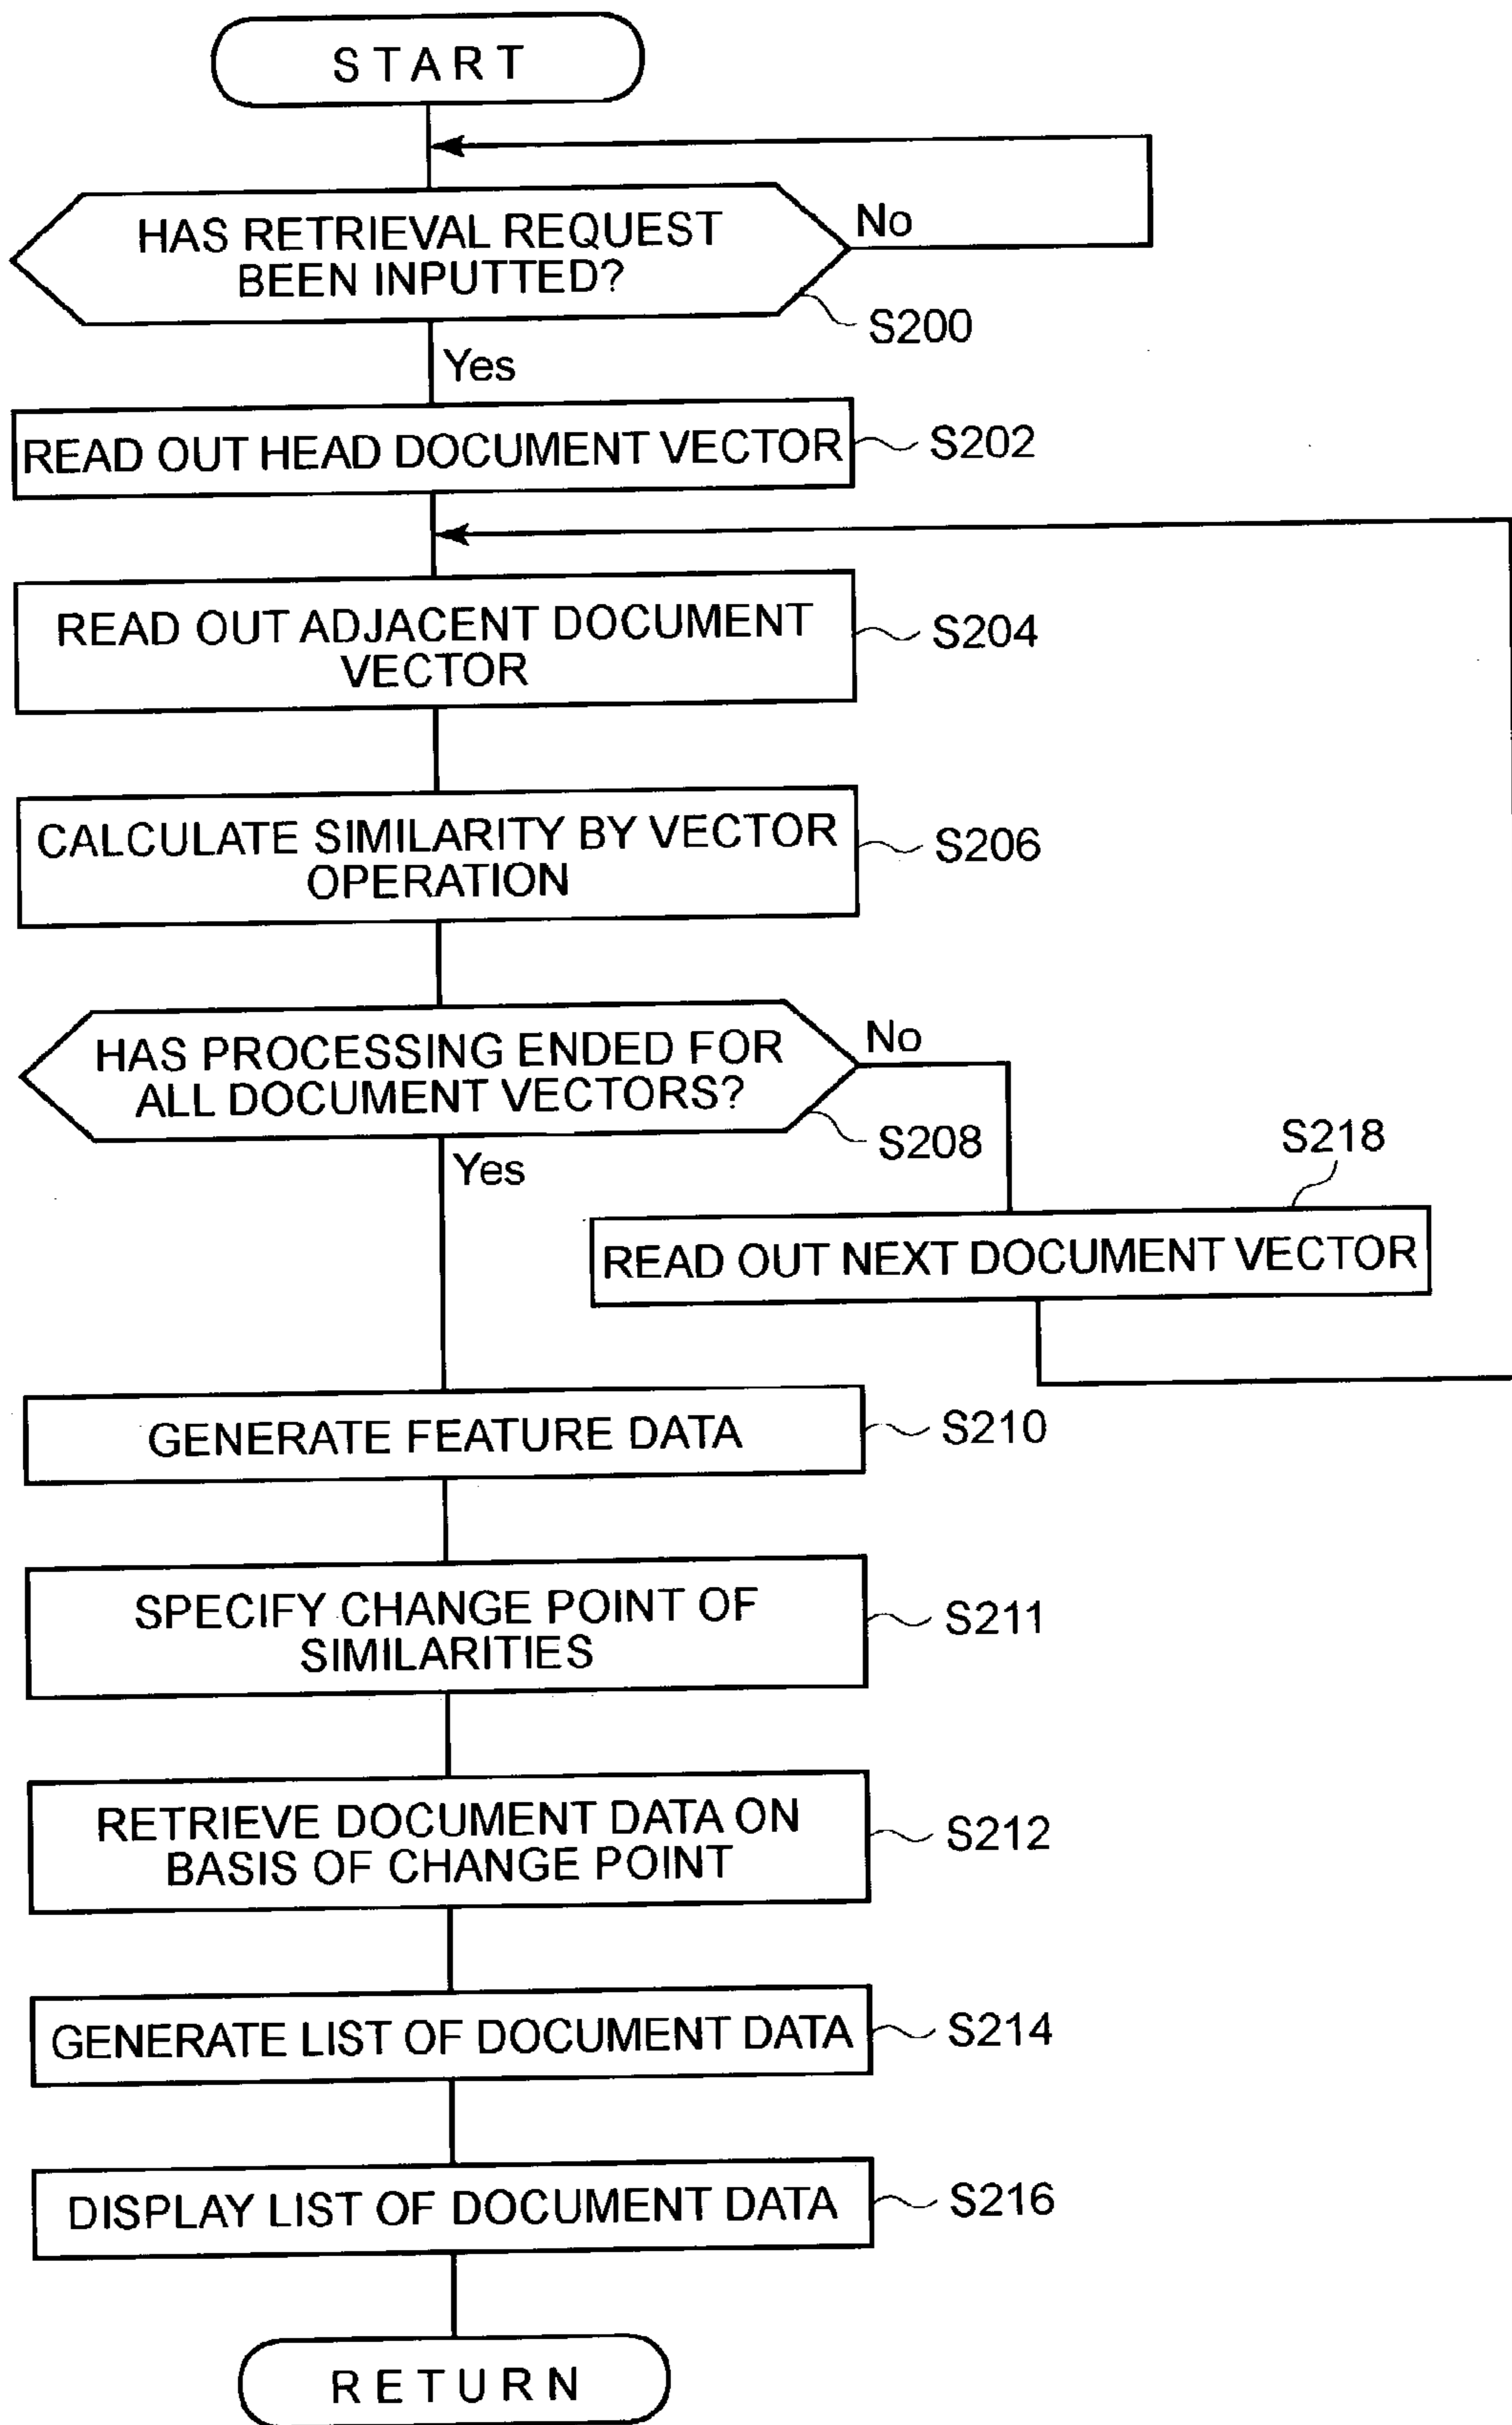 START
HAS RETRIEVAL REQUEST
BEEN INPUTTED?
No
S200
Yes
READ OUT HEAD DOCUMENT VECTOR
S202
READ OUT ADJACENT DOCUMENT
VECTOR
S204
CALCULATE SIMILARITY BY VECTOR
OPERATION
S206
HAS PROCESSING ENDED FOR
ALL DOCUMENT VECTORS?
No
S208
Yes
S218
READ OUT NEXT DOCUMENT VECTOR
GENERATE FEATURE DATA
S210
SPECIFY CHANGE POINT OF
SIMILARITIES
S211
RETRIEVE DOCUMENT DATA ON
BASIS OF CHANGE POINT
S212
GENERATE LIST OF DOCUMENT DATA
S214
DISPLAY LIST OF DOCUMENT DATA
S216
RETURN